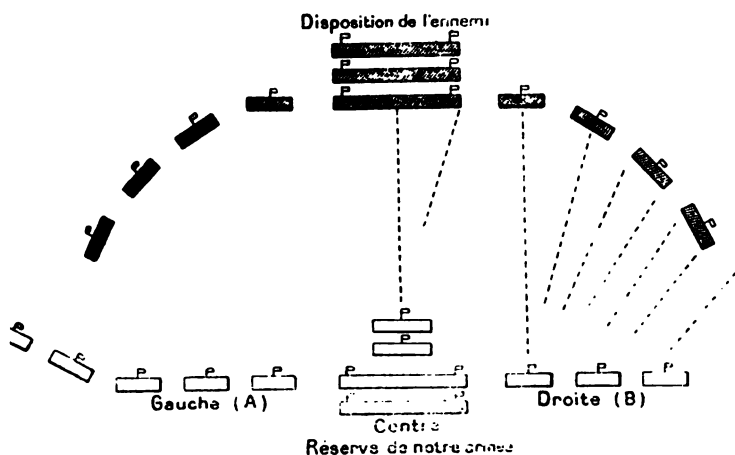 Disposition de l'ennemi
Gauche (A)
Centre
Droite (B)
Réserve de notre armée